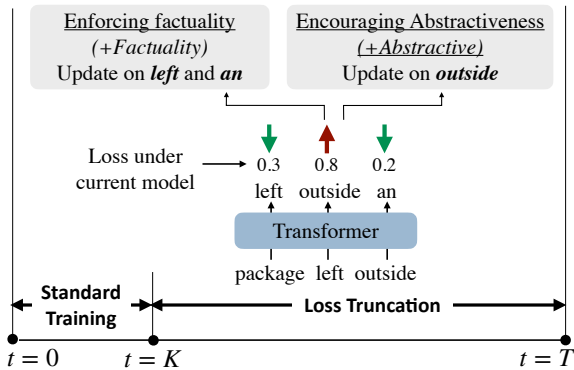 Enforcing factuality
(+Factuality)
Update on left and an
Encouraging Abstractiveness
(+Abstractive)
Update on outside
Loss under
current model
0.3 0.8 0.2
left outside an
Transformer
package left outside
Standard
Training
Loss Truncation
t = 0 t = K t = T